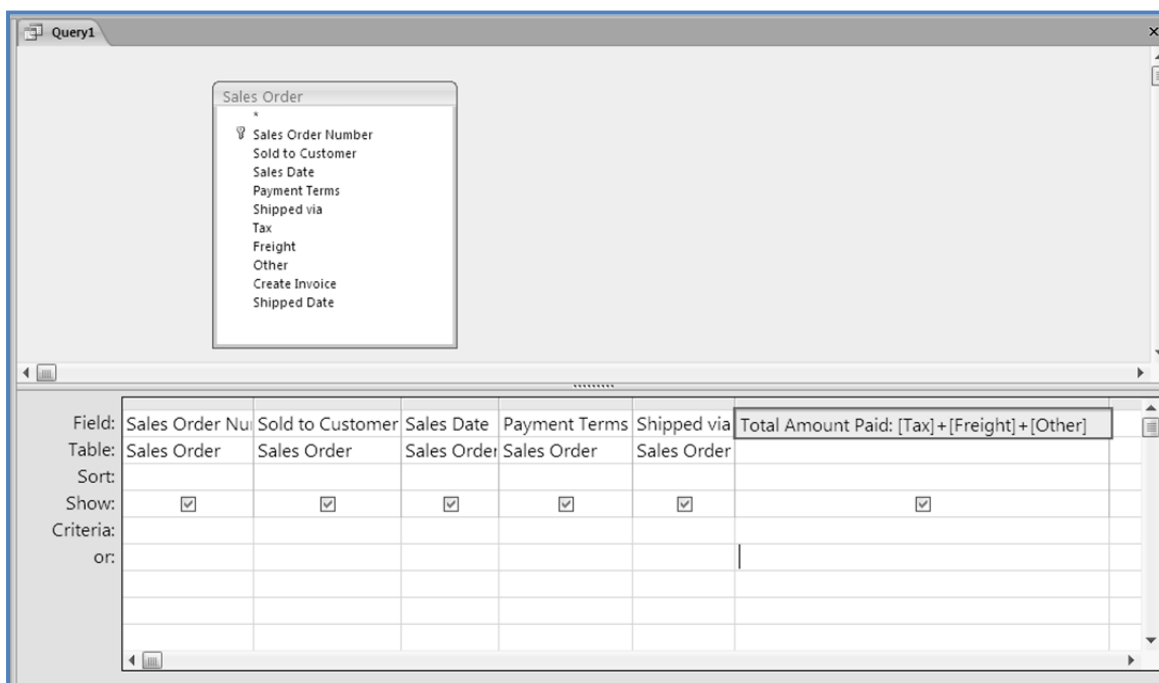 Query1
Sales Order
*
Sales Order Number
Sold to Customer
Sales Date
Payment Terms
Shipped via
Tax
Freight
Other
Create Invoice
Shipped Date
Field: Sales Order Nu Sold to Customer Sales Date Payment Terms Shipped via Total Amount Paid: [Tax]+[Freight]+[Other]
Table: Sales Order Sales Order Sales Order Sales Order Sales Order
Sort:
Show:
Criteria:
or: